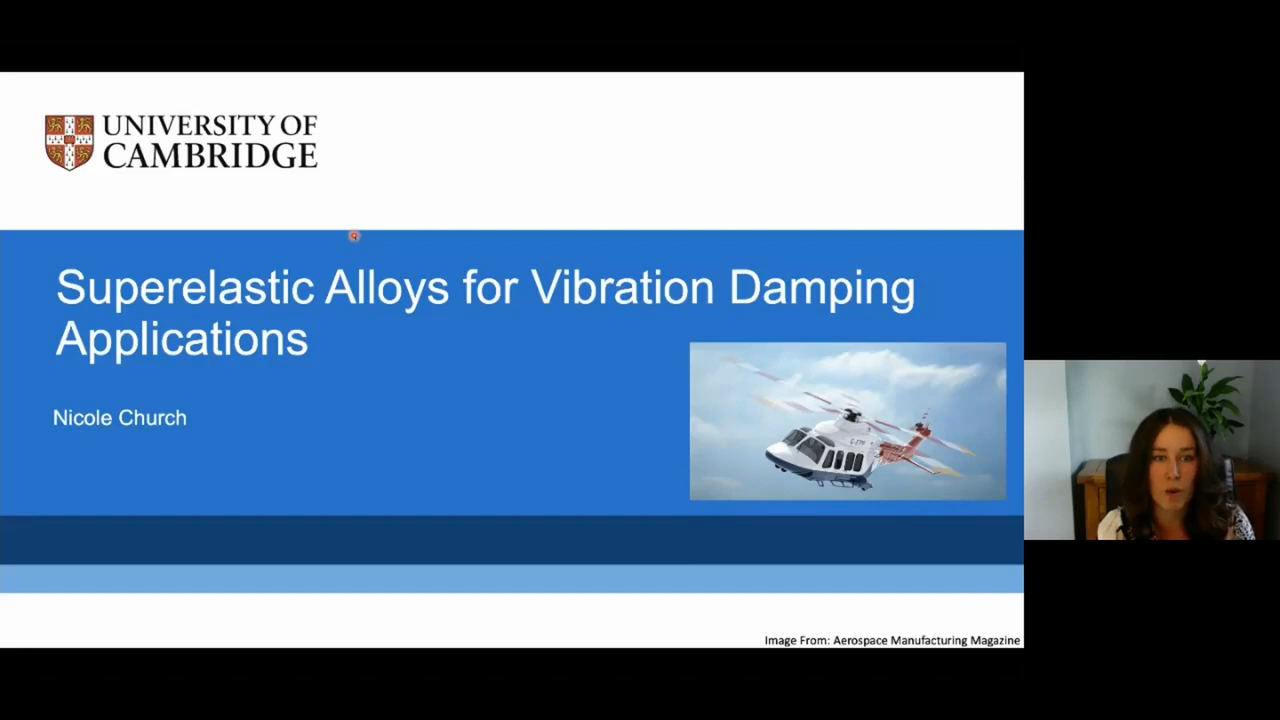 UNIVERSITY OF
CAMBRIDGE
Superelastic Alloys for Vibration Damping
Applications
Nicole Church
Image From: Aerospace Manufacturing Magazine